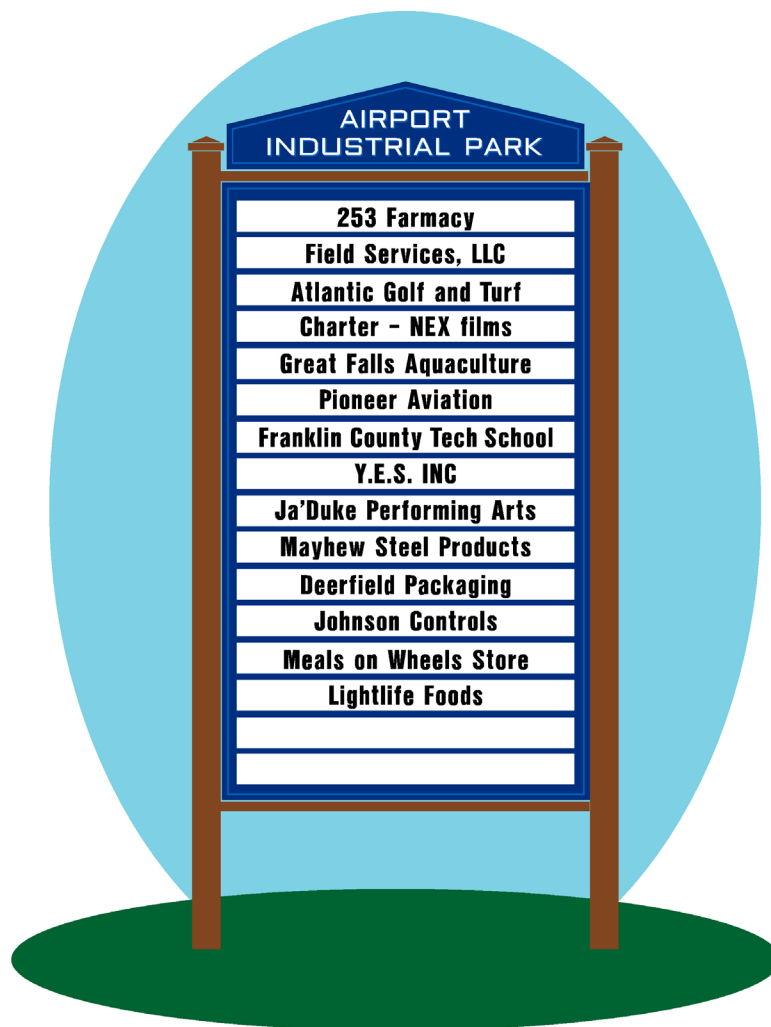 AIRPORT
INDUSTRIAL PARK
253 Farmacy
Field Services, LLC
Atlantic Golf and Turf
Charter - NEX films
Great Falls Aquaculture
Pioneer Aviation
Franklin County Tech School
Y.E.S. INC
Ja'Duke Performing Arts
Mayhew Steel Products
Deerfield Packaging
Johnson Controls
Meals on Wheels Store
Lightlife Foods